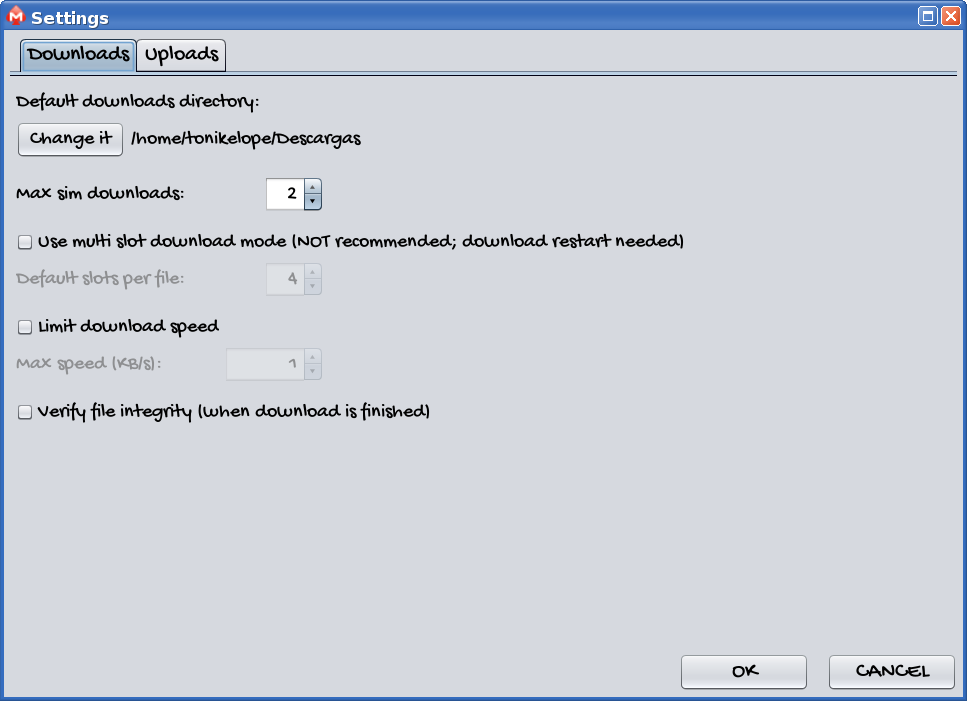 Settings
Downloads Uploads
Default downloads directory:
Change it /home/tonikelope/Descargas
Max sim downloads: 2
Use multi slot download mode (NOT recommended; download restart needed)
Default slots per file: 4
Limit download speed
Max speed (KB/s): 1
Verify file integrity (when download is finished)
OK CANCEL